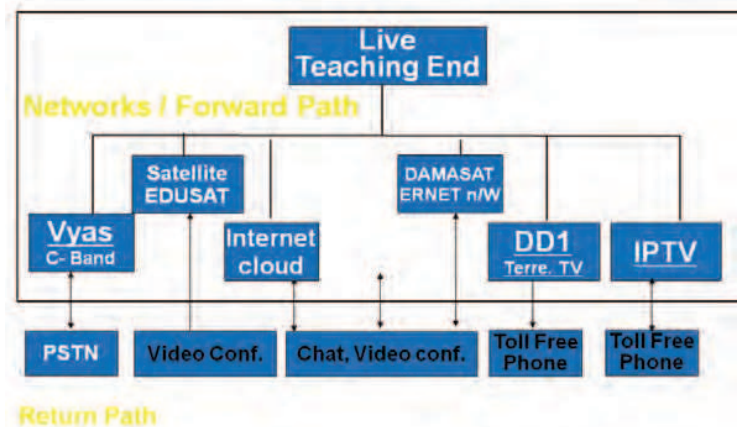 Live
Teaching End
Networks / Forward Path
Satellite
EDUSAT
DAMASAT
ERNET n/W
Vyas
C- Band
Internet
cloud
DD1
Terre. TV
IPTV
PSTN
Video Conf.
Chat, Video conf.
Toll Free
Phone
Toll Free
Phone
Return Path